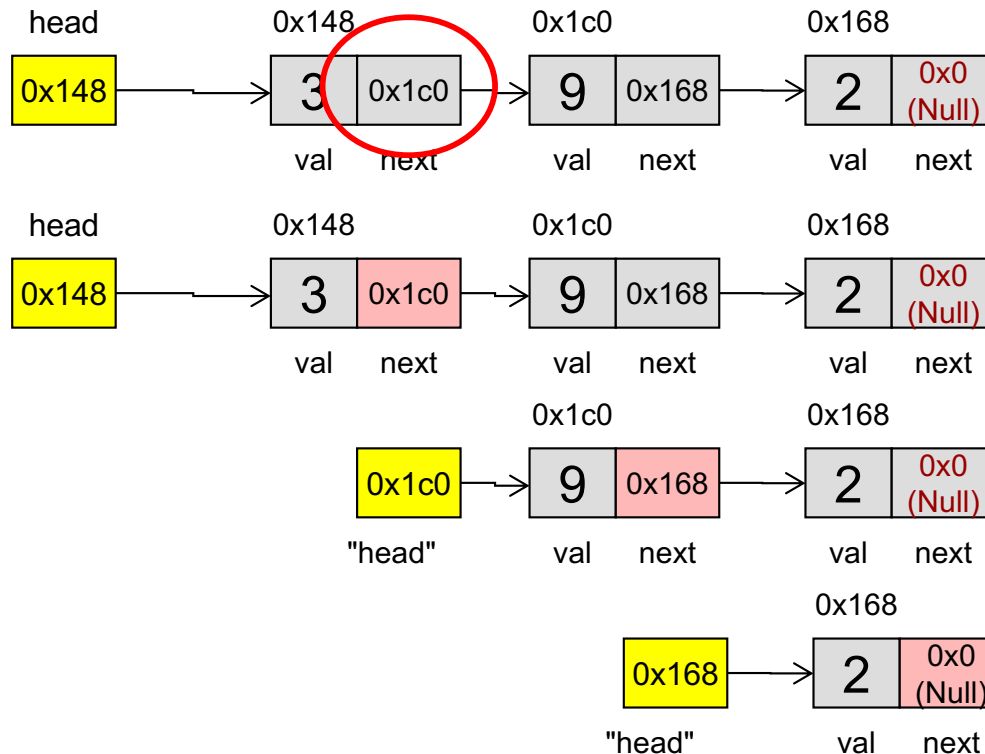 head 0x148 0x1c0 0x168
0x148 3 0x1c0 9 0x168 2 0x0
(Null)
val next val next val next
head 0x148 0x1c0 0x168
0x148 3 0x1c0 9 0x168 2 0x0
(Null)
val next val next val next
0x1c0 0x168
0x1c0 9 0x168 2 0x0
(Null)
"head" val next val next
0x168
0x168 2 0x0
(Null)
"head" val next